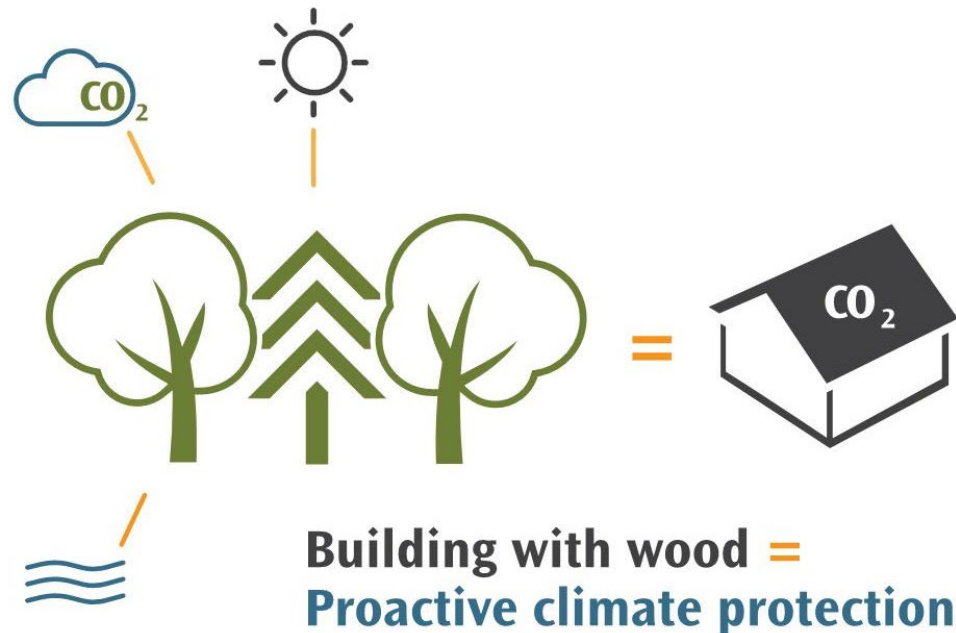 CO₂
CO₂
=
Building with wood =
Proactive climate protection